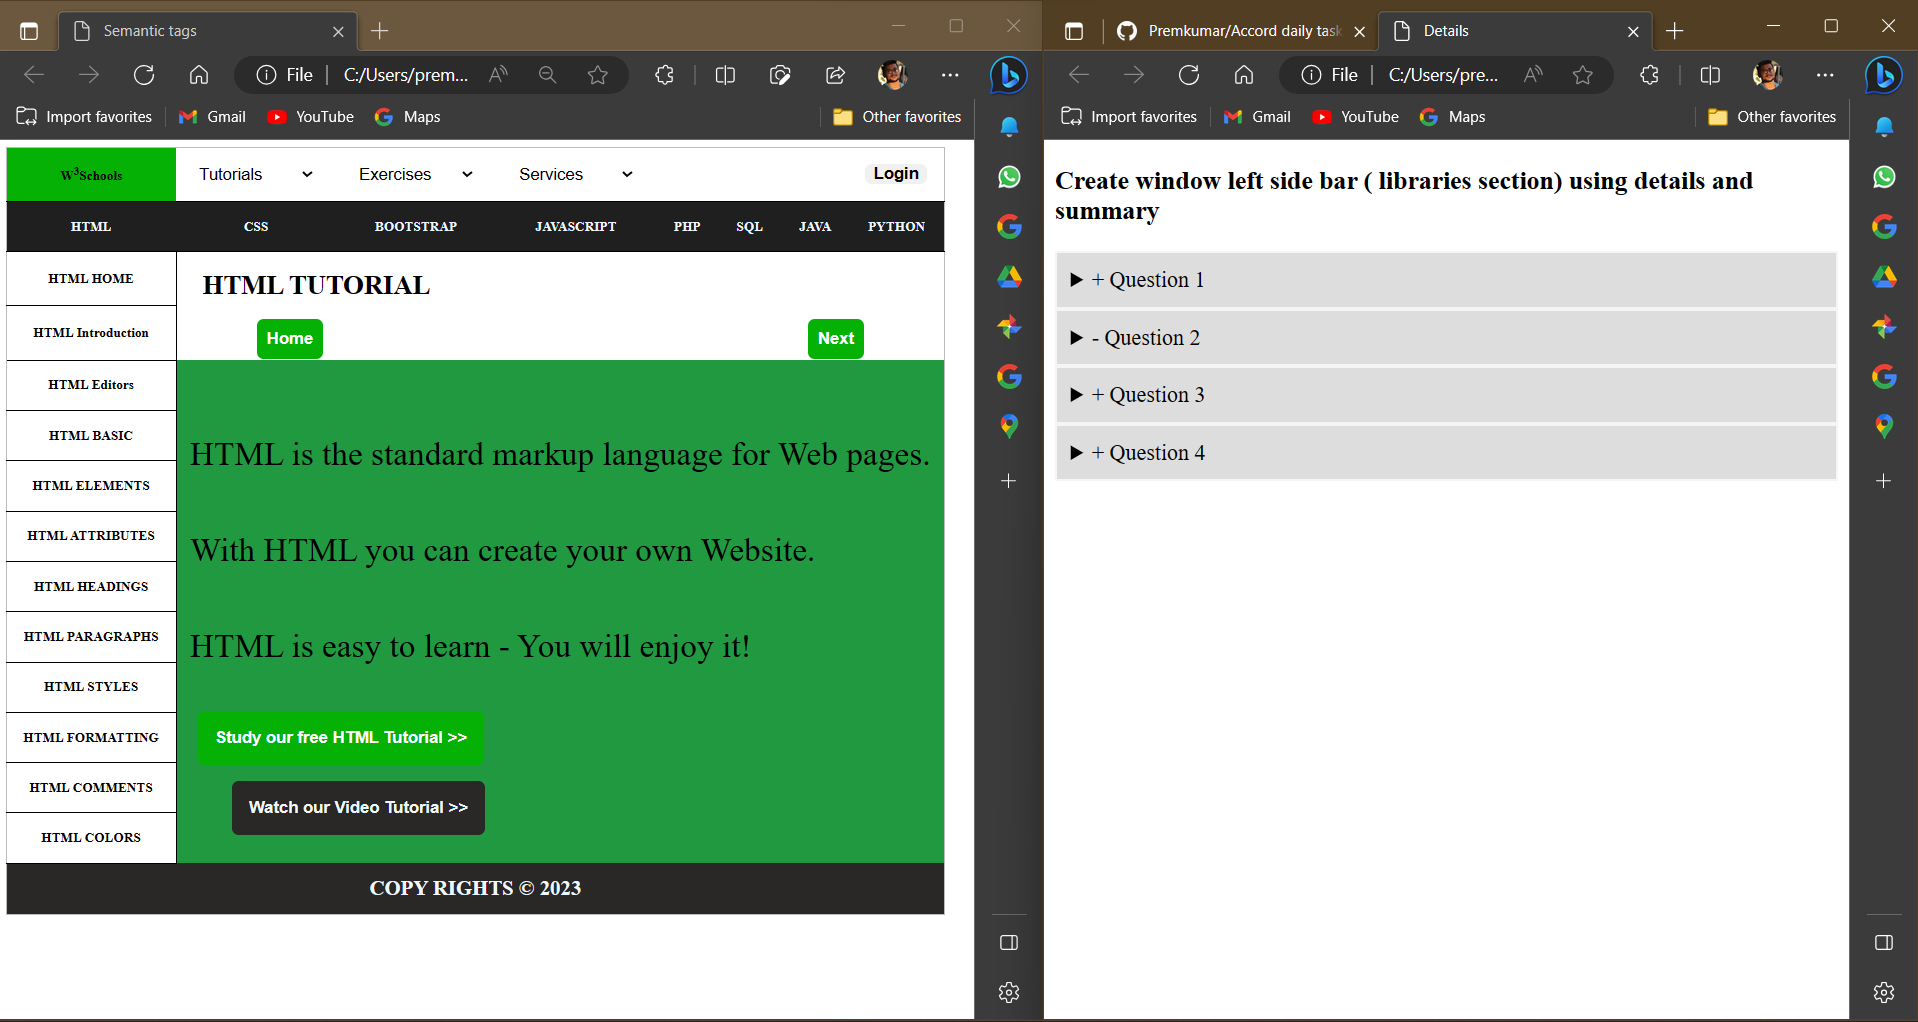 Semantic tags
File
C:/Users/prem...
Import favorites
Gmail
YouTube
Maps
Other favorites
W3Schools
Tutorials
Exercises
Services
Login
HTML
CSS
BOOTSTRAP
JAVASCRIPT
PHP
SQL
JAVA
PYTHON
HTML HOME
HTML Introduction
HTML Editors
HTML BASIC
HTML ELEMENTS
HTML ATTRIBUTES
HTML HEADINGS
HTML PARAGRAPHS
HTML STYLES
HTML FORMATTING
HTML COMMENTS
HTML COLORS
HTML TUTORIAL
Home
Next
HTML is the standard markup language for Web pages.
With HTML you can create your own Website.
HTML is easy to learn - You will enjoy it!
Study our free HTML Tutorial >>
Watch our Video Tutorial >>
COPY RIGHTS © 2023
Premkumar/Accord daily task
Details
File
C:/Users/pre...
Import favorites
Gmail
YouTube
Maps
Other favorites
Create window left side bar ( libraries section) using details and
summary
+ Question 1
- Question 2
+ Question 3
+ Question 4